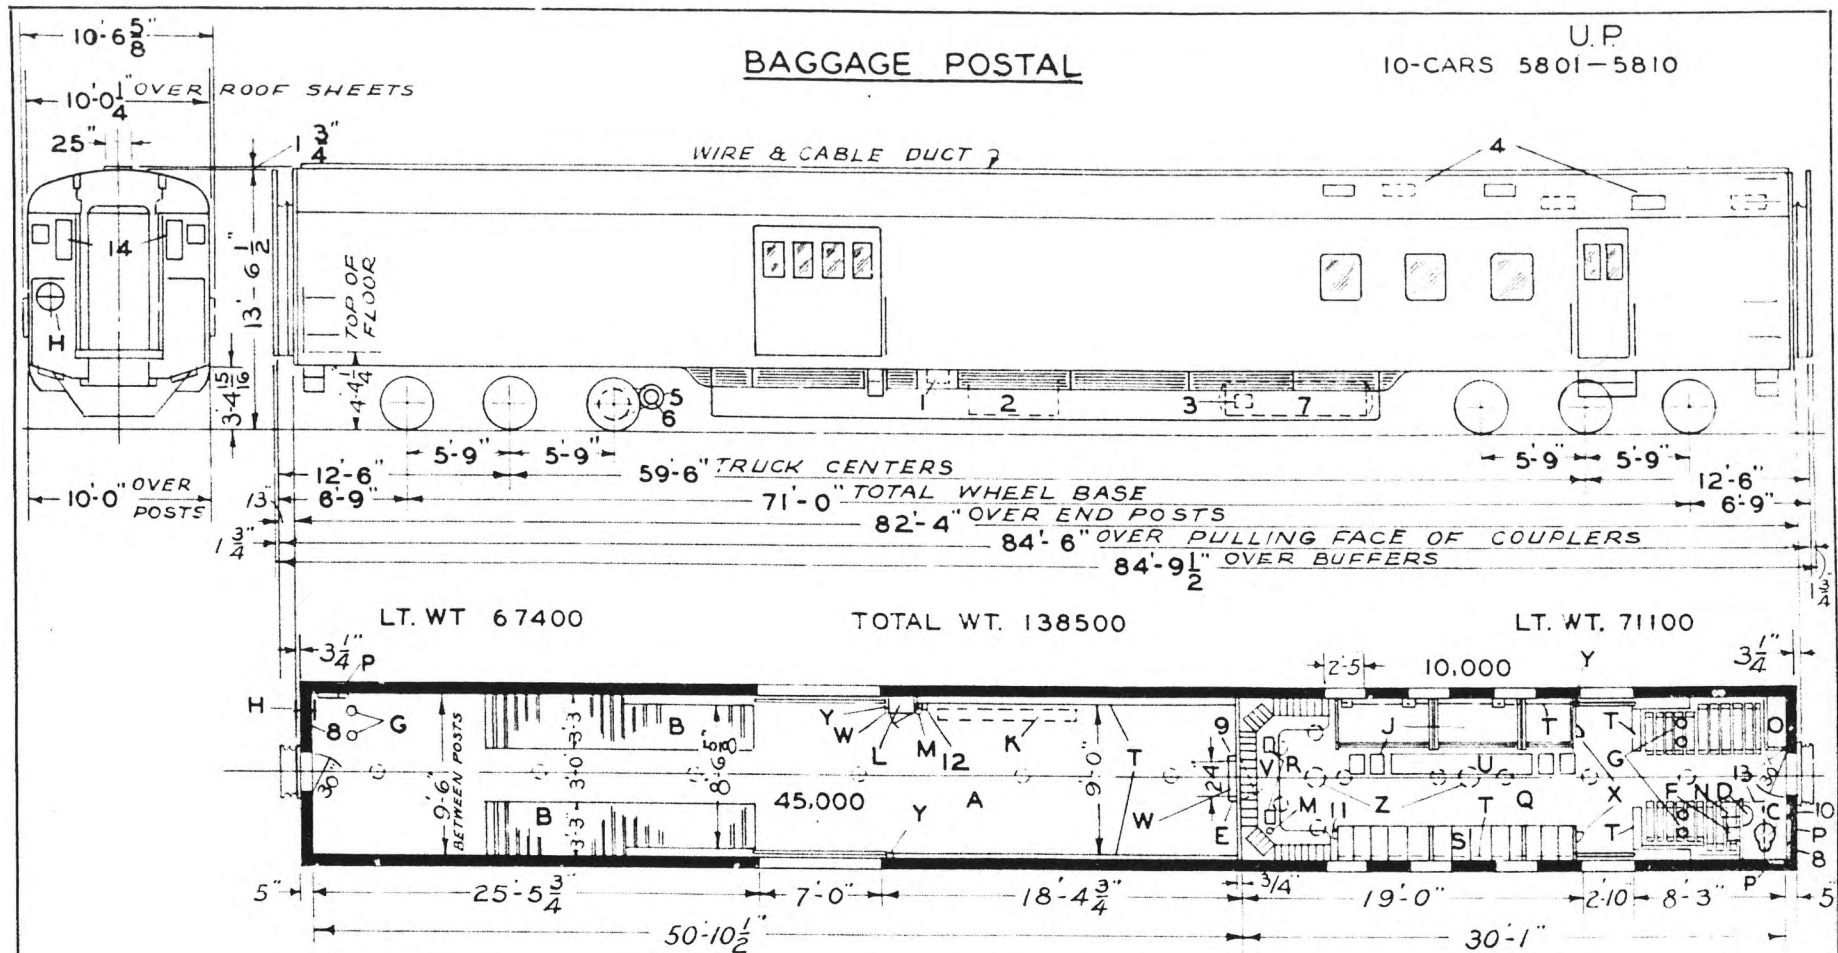 BAGGAGE POSTAL
U.P.
10-CARS 5801–5810
10'-6 5/8"
10'-0 1/4" OVER ROOF SHEETS
25"
1 3/4"
WIRE & CABLE DUCT
4
14
H
13'-6 1/2"
TOP OF FLOOR
3'-4 15/16"
4'-4 1/4"
5
6
1
2
3
7
5'-9" 5'-9"
5'-9" 5'-9"
12'-6"
59'-6" TRUCK CENTERS
12'-6"
10'-0" OVER POSTS
13"
6'-9"
71'-0" TOTAL WHEEL BASE
6'-9"
82'-4" OVER END POSTS
1 3/4"
84'-6" OVER PULLING FACE OF COUPLERS
84'-9 1/2" OVER BUFFERS
1 3/4"
LT. WT 67400
TOTAL WT. 138500
LT. WT. 71100
3 1/4"
P
2'-5
10,000
Y
3 1/4"
H
8
G
B
3'-3"
Y
W
L
M
12
K
9
J
T
T
O
G
30"
9'-6" BETWEEN POSTS
3'-0"
8'-6 5/8"
9'-0"
T
24"
V
R
U
X
F
N
D
13
30"
C
10
45,000
A
W
M
Z
Q
B
3'-3"
Y
E
11
S
T
T
P
8
P
5"
25'-5 3/4"
7'-0"
18'-4 3/4"
3/4"
19'-0"
2'-10
8'-3"
5"
50'-10 1/2"
30'-1"